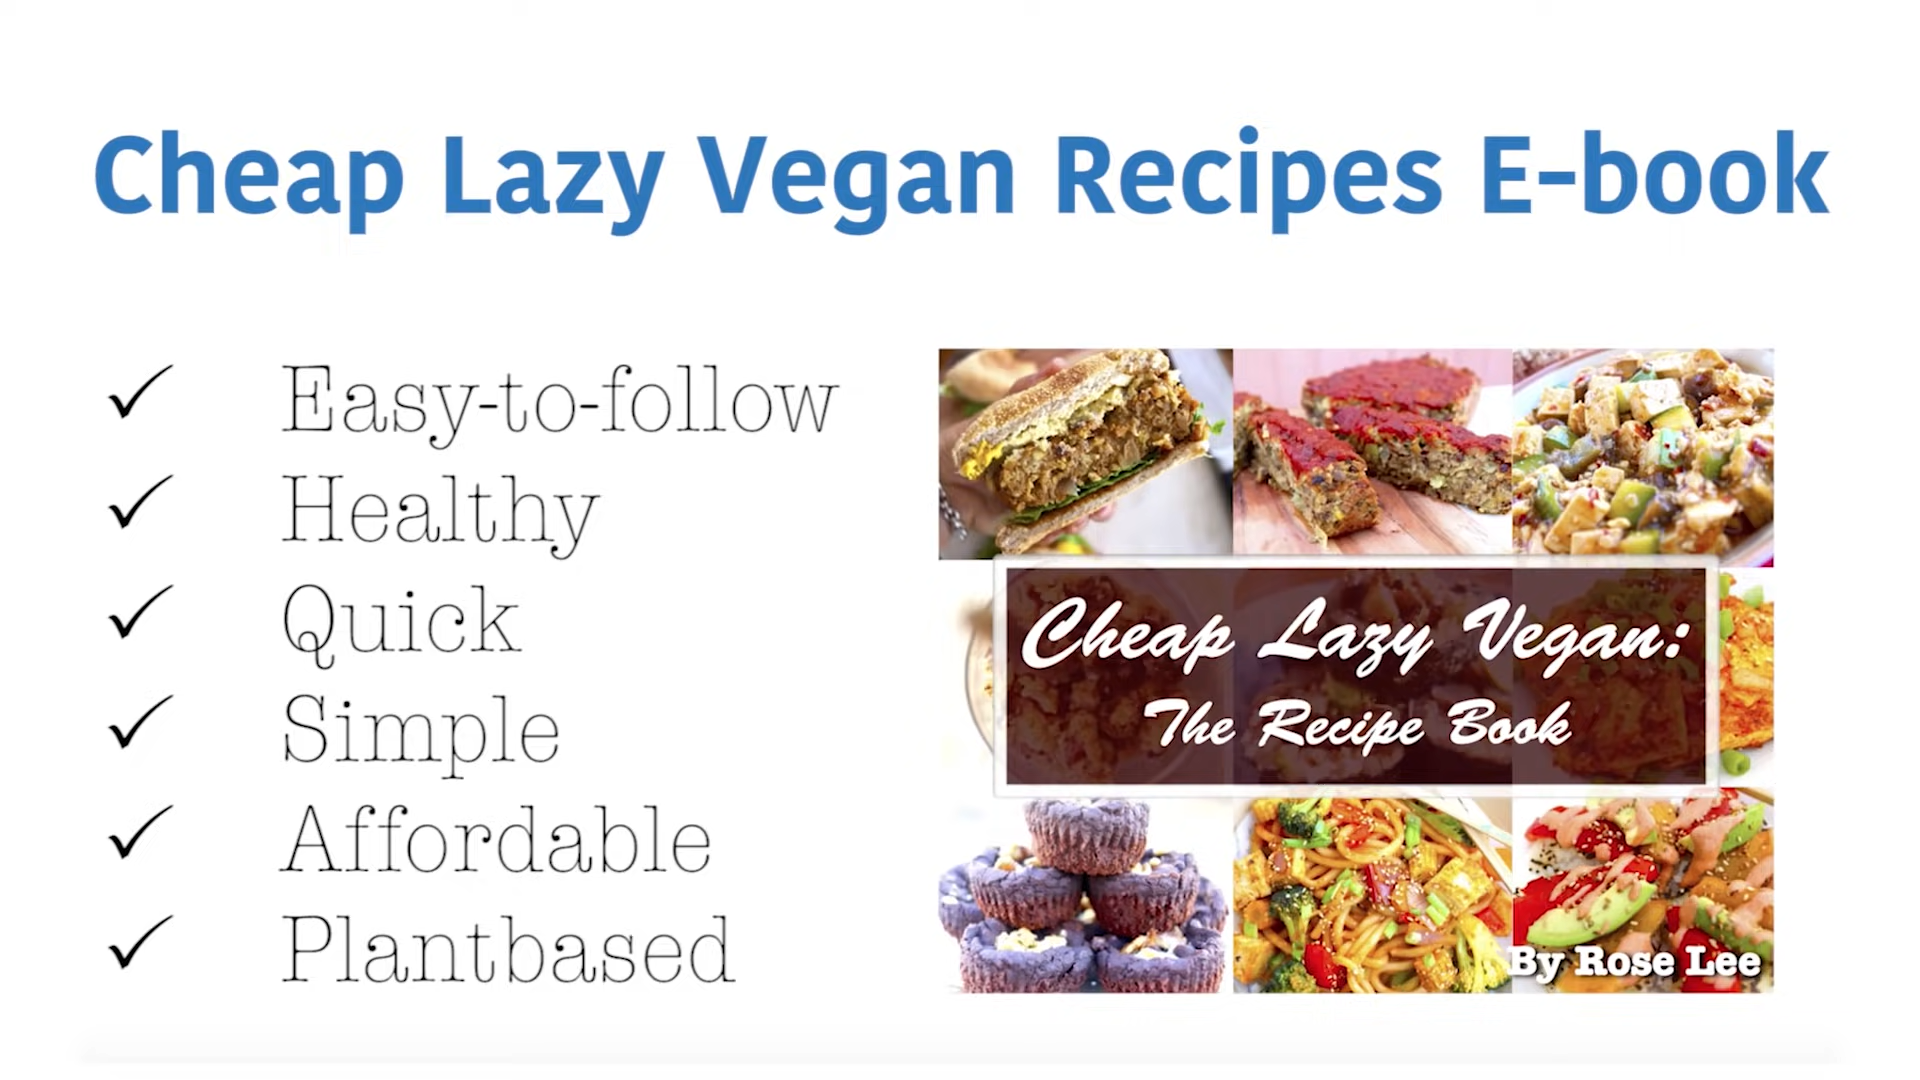 Cheap Lazy Vegan Recipes E-book
Easy-to-follow
Healthy
Quick
Simple
Affordable
Plantbased
Cheap Lazy Vegan:
The Recipe Book
By Rose Lee